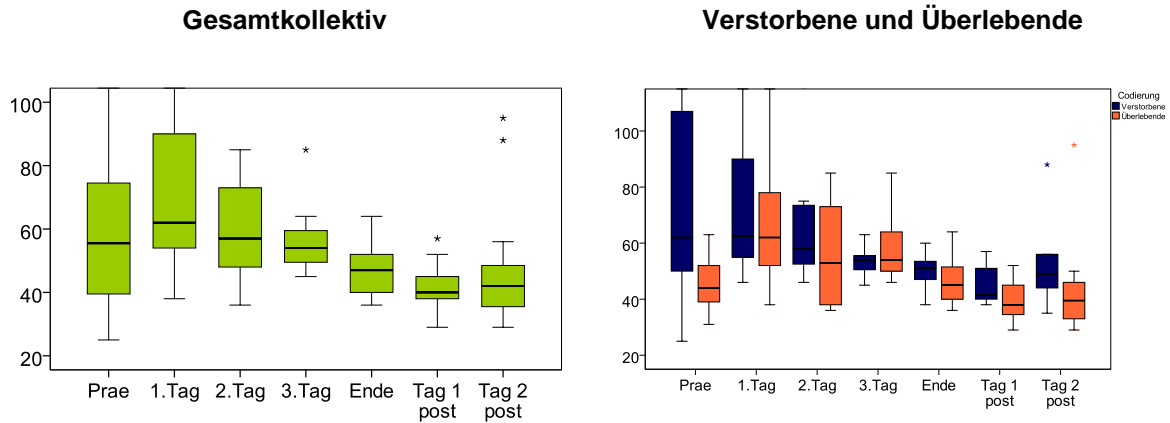 Gesamtkollektiv
100
80
60
40
20
Prae 1.Tag 2.Tag 3.Tag Ende Tag 1 post Tag 2 post
Verstorbene und Überlebende
Codierung
Verstorbene
Überlebende
100
80
60
40
20
Prae 1.Tag 2.Tag 3.Tag Ende Tag 1 post Tag 2 post